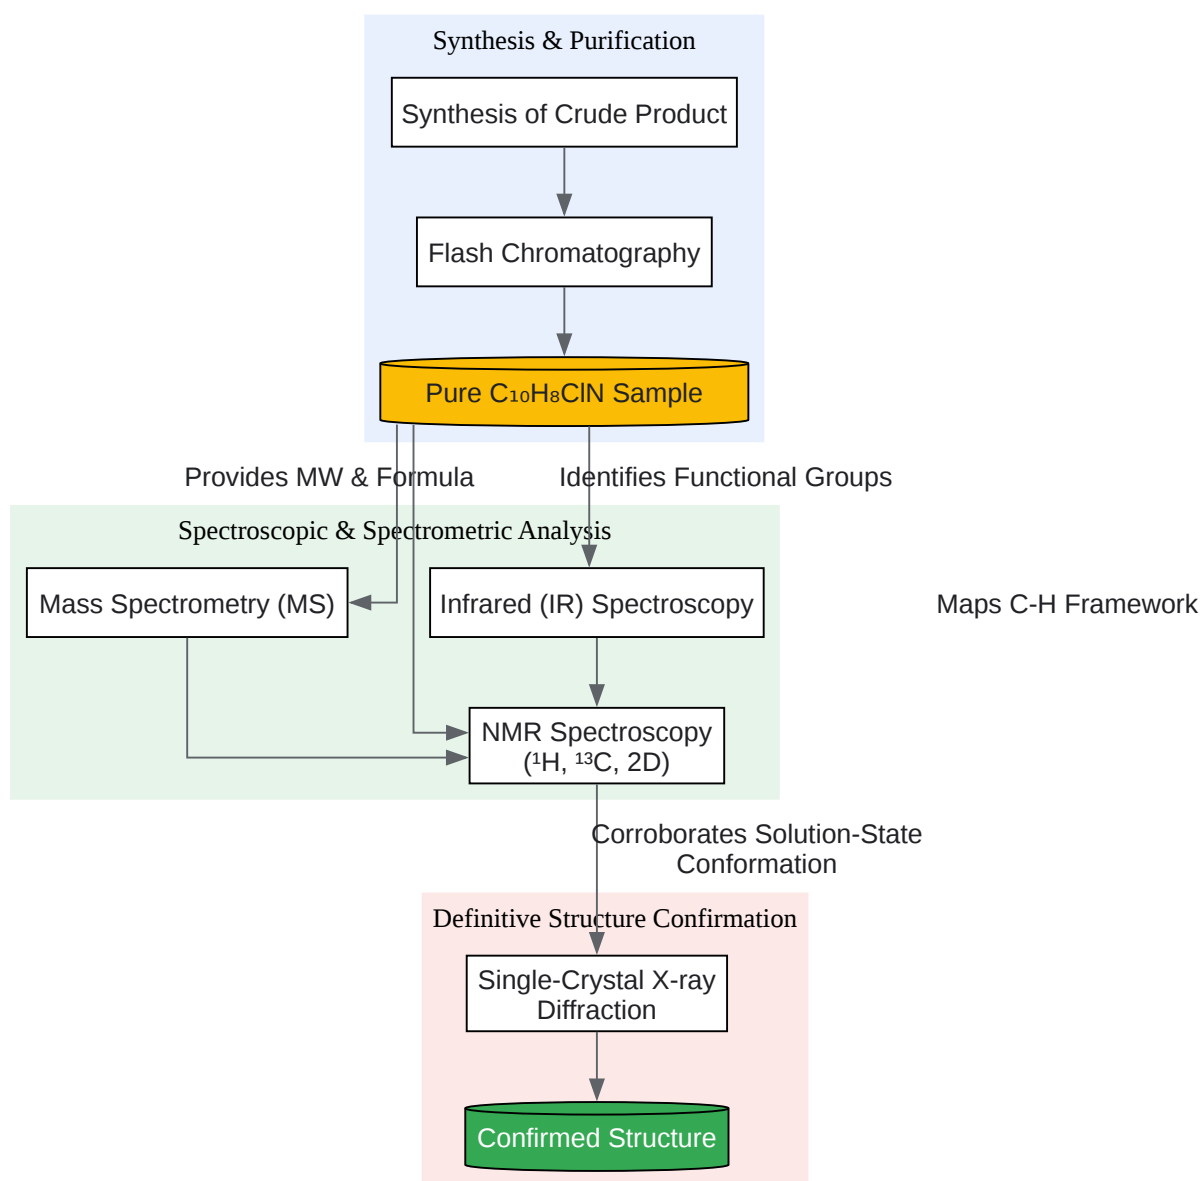 Synthesis & Purification
Synthesis of Crude Product
Flash Chromatography
Pure C₁₀H₈ClN Sample
Provides MW & Formula
Identifies Functional Groups
Spectroscopic & Spectrometric Analysis
Mass Spectrometry (MS)
Infrared (IR) Spectroscopy
Maps C-H Framework
NMR Spectroscopy
(¹H, ¹³C, 2D)
Corroborates Solution-State
Conformation
Definitive Structure Confirmation
Single-Crystal X-ray
Diffraction
Confirmed Structure